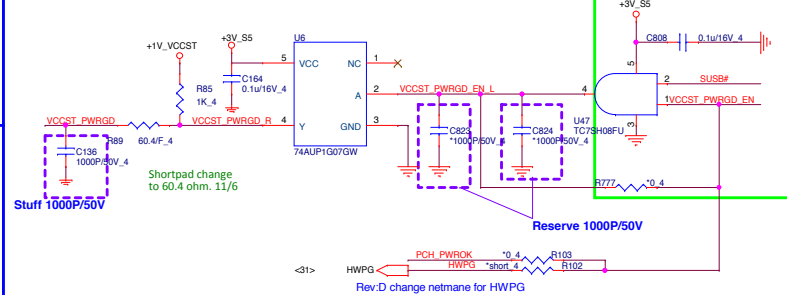 +3V_S5
+1V_VCCST
+3V_S5
U6
C808
0.1u/16V_4
5
VCC
NC
1
R85
1K_4
C164
0.1u/16V_4
5
2
SUSB#
A
2
VCCST_PWRGD_EN_L
4
1
VCCST_PWRGD_EN
VCCST_PWRGD
VCCST_PWRGD_R
4
Y
GND
3
C823
*1000P/50V_4
C824
*1000P/50V_4
U47
TC7SH08FU
3
R89
60.4/F_4
C136
1000P/50V_4
74AUP1G07GW
Shortpad change
to 60.4 ohm. 11/6
R777
*0_4
Stuff 1000P/50V
Reserve 1000P/50V
PCH_PWROK
*0_4
R103
<31>
HWPG
HWPG
*short_4
R102
Rev:D change netmane for HWPG